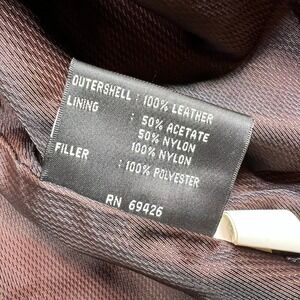 OUTERSHELL : 100% LEATHER
LINING : 50% ACETATE
50% NYLON
100% NYLON
FILLER : 100% POLYESTER
RN 69426